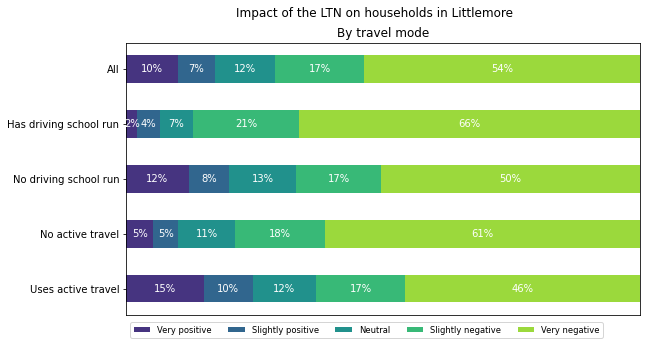 Impact of the LTN on households in Littlemore
By travel mode
All 10% 7% 12% 17% 54%
Has driving school run 2% 4% 7% 21% 66%
No driving school run 12% 8% 13% 17% 50%
No active travel 5% 5% 11% 18% 61%
Uses active travel 15% 10% 12% 17% 46%
Very positive Slightly positive Neutral Slightly negative Very negative